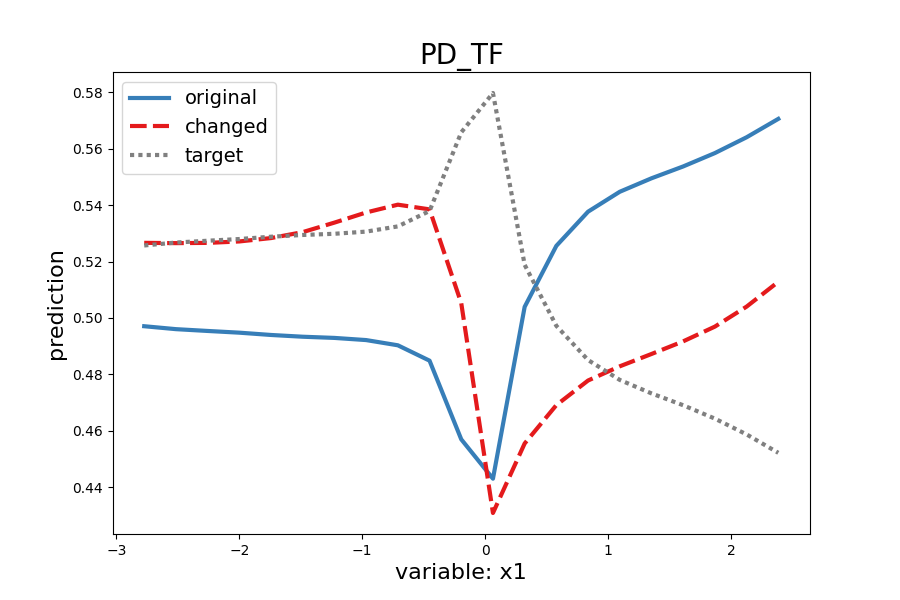 PD_TF
original
changed
target
prediction
0.58
0.56
0.54
0.52
0.50
0.48
0.46
0.44
−3
−2
−1
0
1
2
variable: x1